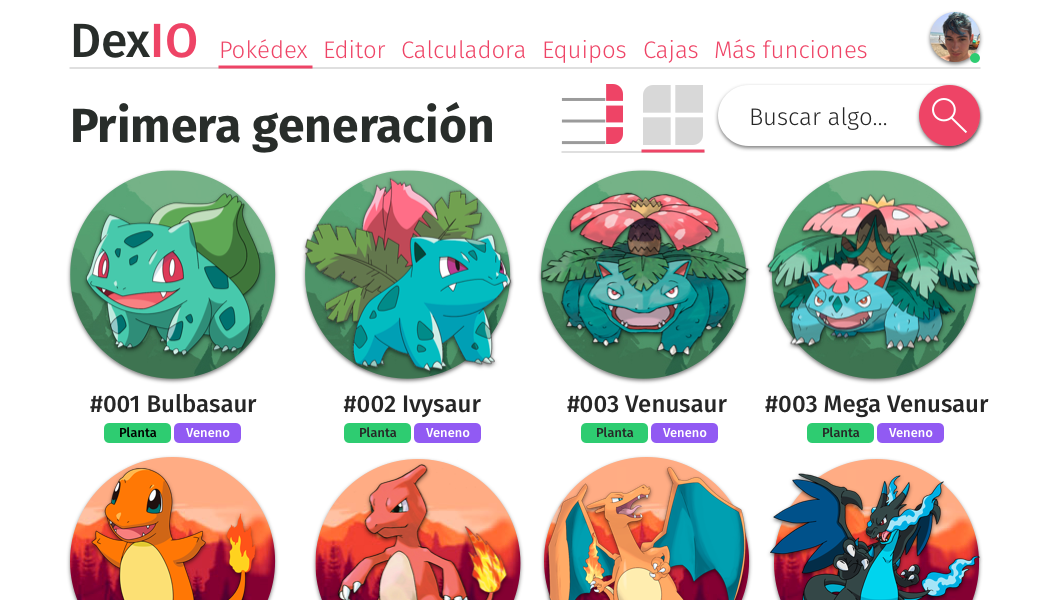 DexIO
Pokédex Editor Calculadora Equipos Cajas Más funciones
Primera generación
Buscar algo...
#001 Bulbasaur
Planta Veneno
#002 Ivysaur
Planta Veneno
#003 Venusaur
Planta Veneno
#003 Mega Venusaur
Planta Veneno